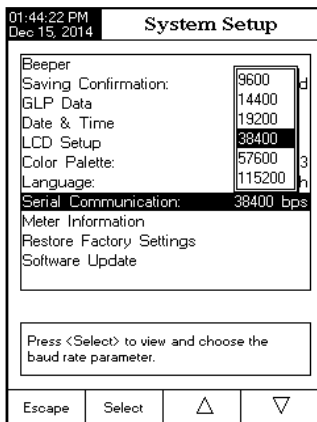 01:44:22 PM
Dec 15, 2014
System Setup
Beeper
Saving Confirmation: d
GLP Data
Date & Time
LCD Setup
Color Palette: 3
Language: h
Serial Communication: 38400 bps
Meter Information
Restore Factory Settings
Software Update
9600
14400
19200
38400
57600
115200
Press <Select> to view and choose the
baud rate parameter.
Escape
Select